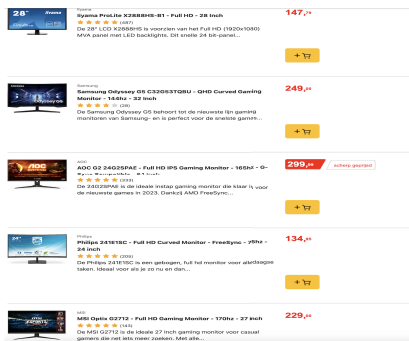 iiyama
iiyama ProLite X2888HS-B1 - Full HD - 28 inch
(487)
De 28" LCD X2888HS is voorzien van het Full HD (1920x1080)
MVA panel met LED backlights. Dit snelle 24 bit-panel...
147,
Samsung
Samsung Odyssey G5 C32G53TQBU - QHD Curved Gaming
Monitor - 144hz - 32 inch
(28)
De Samsung Odyssey G5 behoort tot de nieuwste lijn gaming
monitoren van Samsung- en is perfect voor de snelste game...
249,
AOC
AOC G2 24G2SPAE - Full HD IPS Gaming Monitor - 165hz - G-
(333)
De 24G2SPAE is de ideale instap gaming monitor die klaar is voor
de nieuwste games in 2023. Dankzij AMD FreeSync...
299,
scherp geprijsd
Philips
Philips 241E1SC - Full HD Curved Monitor - FreeSync - 75hz -
24 inch
(205)
De Philips 241E1SC is een gebogen, full hd monitor voor alledaagse
taken. Ideaal voor als je zo nu en dan...
134,
MSI
MSI Optix G2712 - Full HD Gaming Monitor - 170hz - 27 inch
(143)
De MSI G2712 is de ideale 27 inch gaming monitor voor casual
gamers die net iets meer zoeken. Met alle...
229,